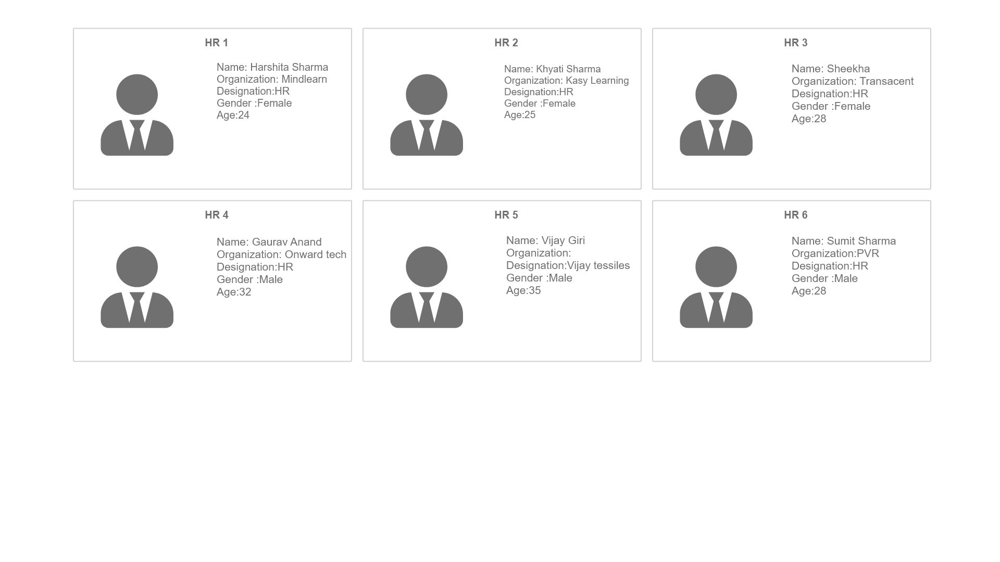 HR 1
Name: Harshita Sharma
Organization: Mindlearn
Designation:HR
Gender :Female
Age:24
HR 2
Name: Khyati Sharma
Organization: Kasy Learning
Designation:HR
Gender :Female
Age:25
HR 3
Name: Sheekha
Organization: Transacent
Designation:HR
Gender :Female
Age:28
HR 4
Name: Gaurav Anand
Organization: Onward tech
Designation:HR
Gender :Male
Age:32
HR 5
Name: Vijay Giri
Organization:
Designation:Vijay tessiles
Gender :Male
Age:35
HR 6
Name: Sumit Sharma
Organization:PVR
Designation:HR
Gender :Male
Age:28